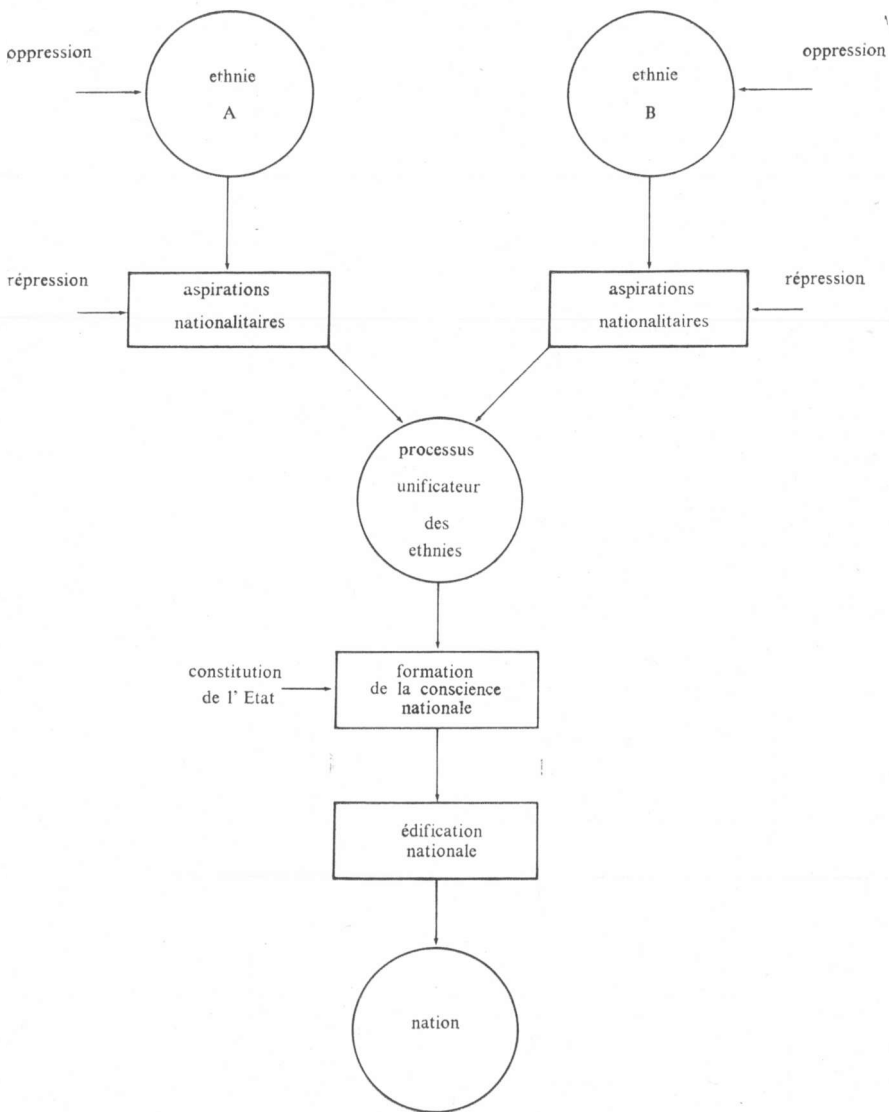 oppression
ethnie
A
ethnie
B
oppression
répression
aspirations
nationalitaires
aspirations
nationalitaires
répression
processus
unificateur
des
ethnies
constitution
de l' Etat
formation
de la conscience
nationale
édification
nationale
nation